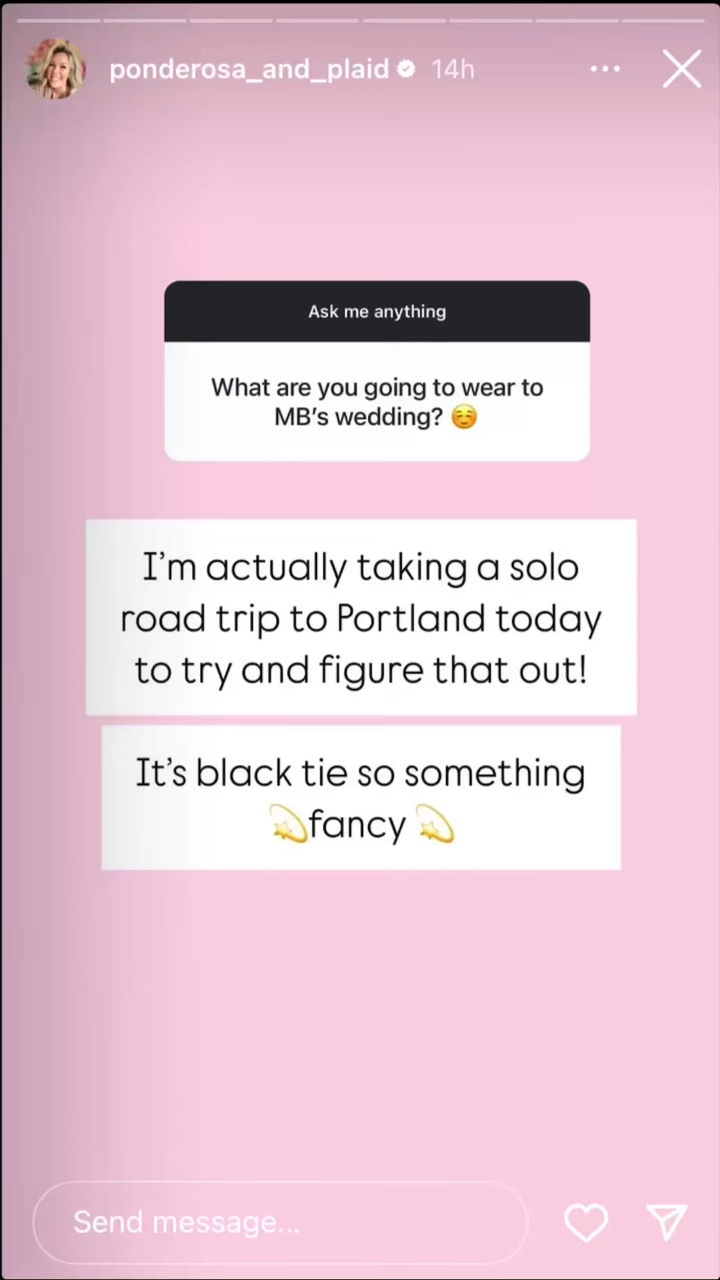 ponderosa_and_plaid 14h
Ask me anything
What are you going to wear to
MB's wedding? ☺️
I'm actually taking a solo
road trip to Portland today
to try and figure that out!
It's black tie so something
💫fancy 💫
Send message...